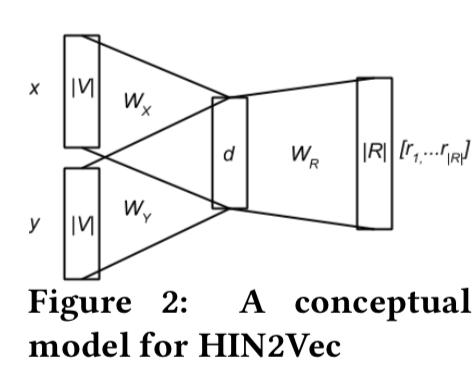 x |V| W_X
d W_R |R| [r_1,...r_|R|]
y |V| W_Y
Figure 2: A conceptual
model for HIN2Vec